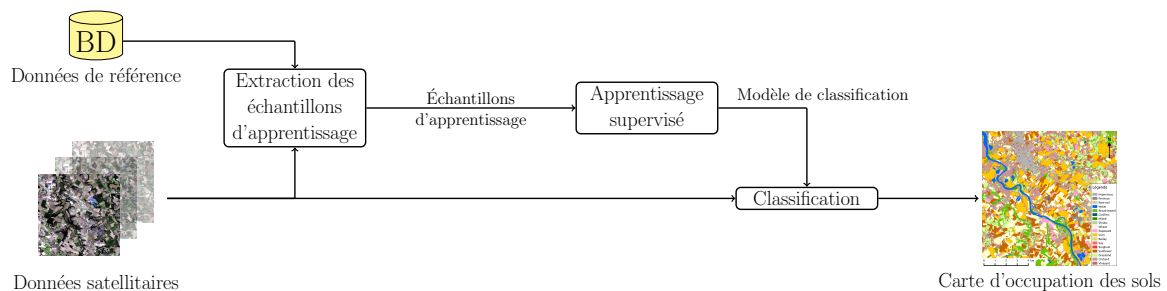 BD
Données de référence
Extraction des
échantillons
d'apprentissage
Échantillons
d'apprentissage
Apprentissage
supervisé
Modèle de classification
Classification
Données satellitaires
Légende
Carte d'occupation des sols